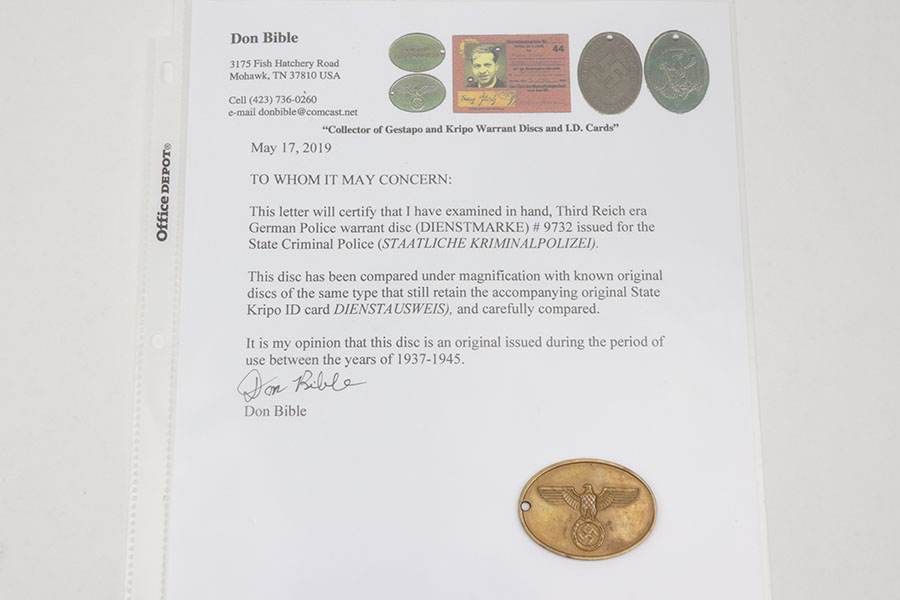 Don Bible
3175 Fish Hatchery Road
Mohawk, TN 37810 USA
Cell (423) 736-0260
e-mail donbible@comcast.net
44
"Collector of Gestapo and Kripo Warrant Discs and I.D. Cards"
May 17, 2019
TO WHOM IT MAY CONCERN:
This letter will certify that I have examined in hand, Third Reich era
German Police warrant disc (DIENSTMARKE) # 9732 issued for the
State Criminal Police (STAATLICHE KRIMINALPOLIZEI).
This disc has been compared under magnification with known original
discs of the same type that still retain the accompanying original State
Kripo ID card DIENSTAUSWEIS), and carefully compared.
It is my opinion that this disc is an original issued during the period of
use between the years of 1937-1945.
Don Bible
Don Bible
Office DEPOT®